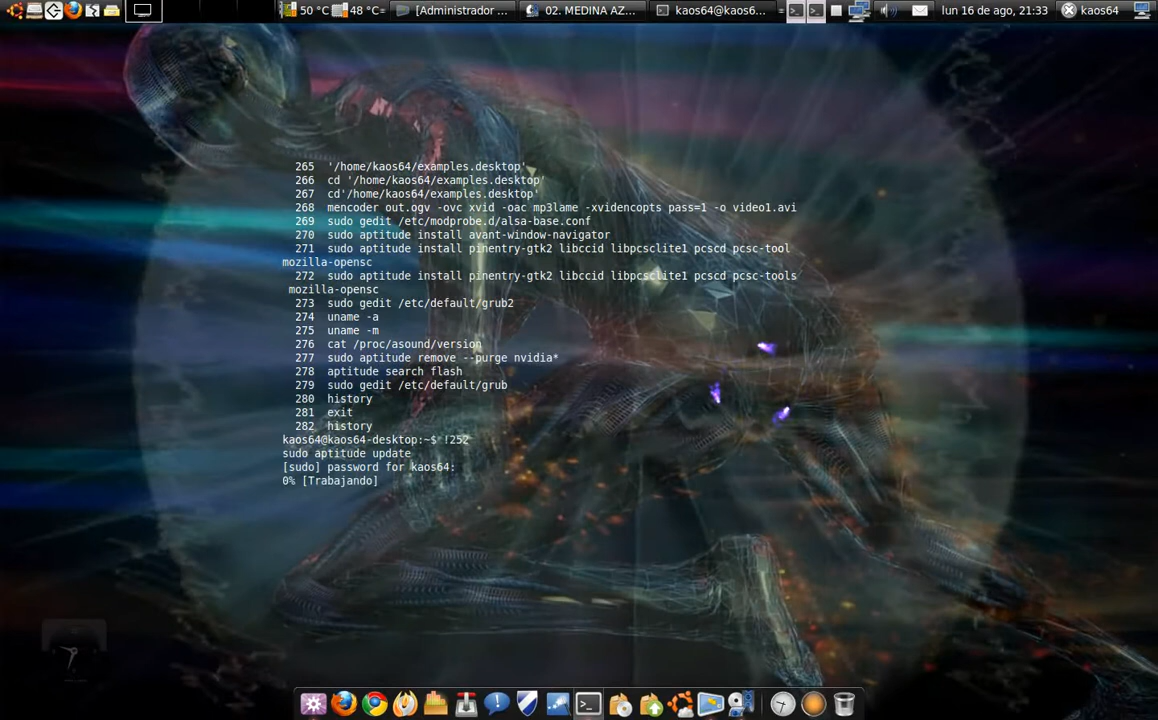 50 °C
48 °C
[Administrador ...
02. MEDINA AZ...
kaos64@kaos6...
lun 16 de ago, 21:33
kaos64
265  '/home/kaos64/examples.desktop'
266  cd '/home/kaos64/examples.desktop'
267  cd'/home/kaos64/examples.desktop'
268  mencoder out.ogv -ovc xvid -oac mp3lame -xvidencopts pass=1 -o video1.avi
269  sudo gedit /etc/modprobe.d/alsa-base.conf
270  sudo aptitude install avant-window-navigator
271  sudo aptitude install pinentry-gtk2 libccid libpcsclite1 pcscd pcsc-tool
mozilla-opensc
272  sudo aptitude install pinentry-gtk2 libccid libpcsclite1 pcscd pcsc-tools
mozilla-opensc
273  sudo gedit /etc/default/grub2
274  uname -a
275  uname -m
276  cat /proc/asound/version
277  sudo aptitude remove --purge nvidia*
278  aptitude search flash
279  sudo gedit /etc/default/grub
280  history
281  exit
282  history
kaos64@kaos64-desktop:~$ !252
sudo aptitude update
[sudo] password for kaos64:
0% [Trabajando]